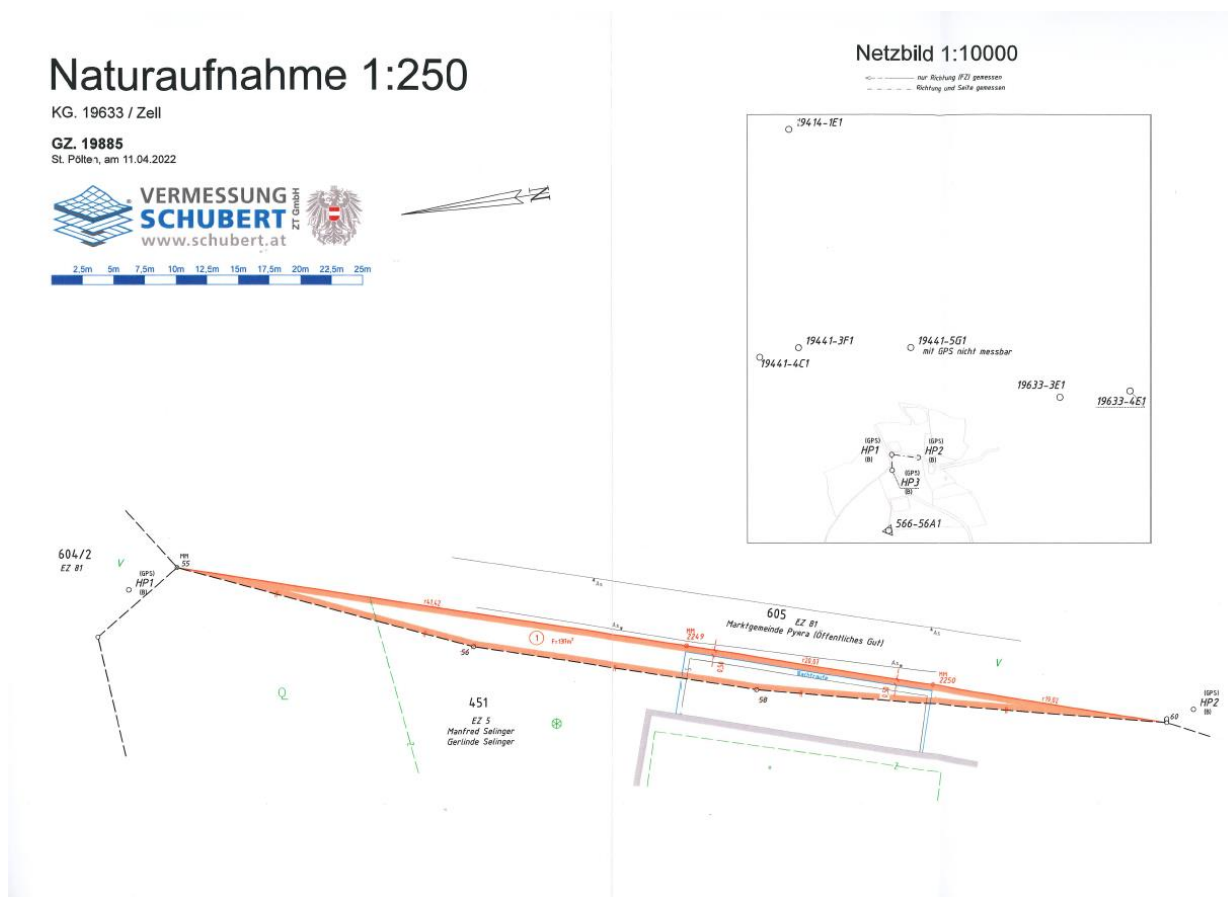 Naturaufnahme 1:250
KG. 19633 / Zell
GZ. 19885
St. Pölten, am 11.04.2022
VERMESSUNG
SCHUBERT
ZT GmbH
www.schubert.at
N
2,5m 5m 7,5m 10m 12,5m 15m 17,5m 20m 22,5m 25m
Netzbild 1:10000
nur Richtung (FZ) gemessen
Richtung und Seite gemessen
19414-1E1
19441-3F1
19441-4C1
19441-5G1
mit GPS nicht messbar
19633-3E1
19633-4E1
(GPS)
HP1
(B)
(GPS)
HP2
(B)
(GPS)
HP3
(B)
566-56A1
604/2
EZ 81
V
(GPS)
HP1
(B)
MM
55
605 EZ 81
Marktgemeinde Pyhra (Öffentliches Gut)
V
56
1
MM
2249
Dachtraufe
MM
2250
50
60
(GPS)
HP2
(B)
451
EZ 5
Manfred Selinger
Gerlinde Selinger